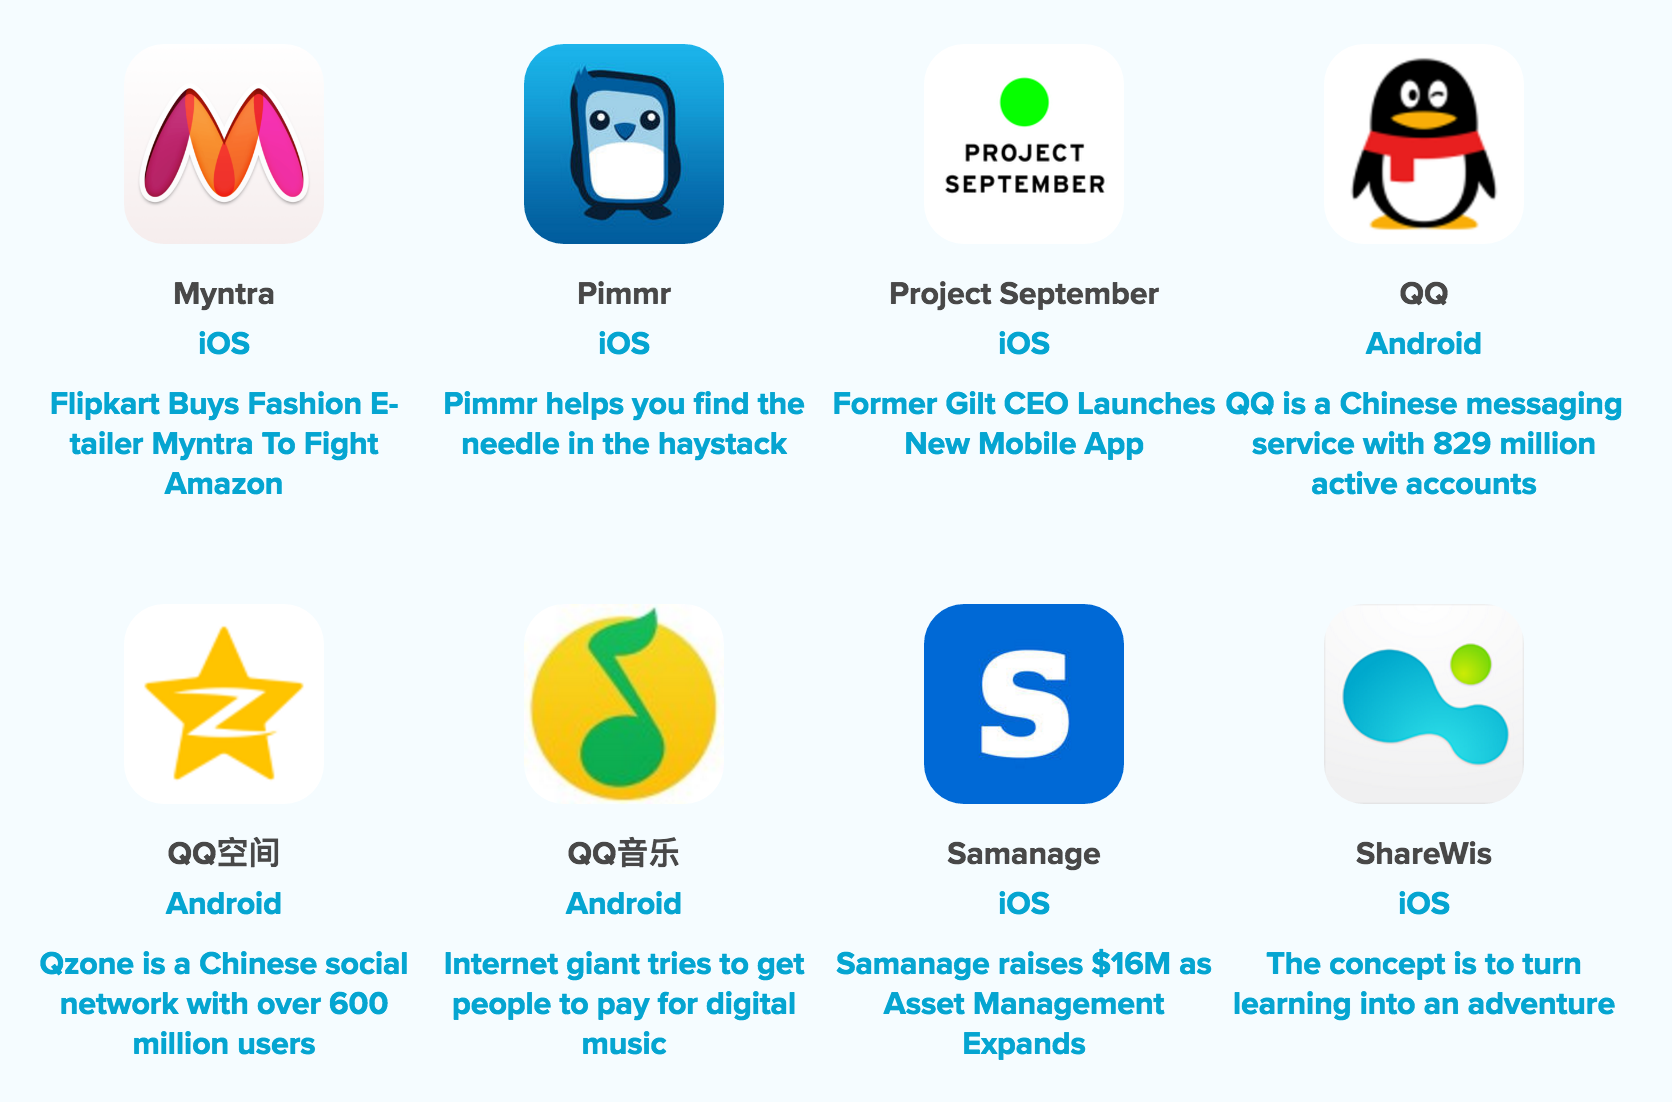 PROJECT
SEPTEMBER
Myntra
iOS
Flipkart Buys Fashion E-
tailer Myntra To Fight
Amazon
Pimmr
iOS
Pimmr helps you find the
needle in the haystack
Project September
iOS
Former Gilt CEO Launches
New Mobile App
QQ
Android
QQ is a Chinese messaging
service with 829 million
active accounts
Z
S
QQ空间
Android
Qzone is a Chinese social
network with over 600
million users
QQ音乐
Android
Internet giant tries to get
people to pay for digital
music
Samanage
iOS
Samanage raises $16M as
Asset Management
Expands
ShareWis
iOS
The concept is to turn
learning into an adventure